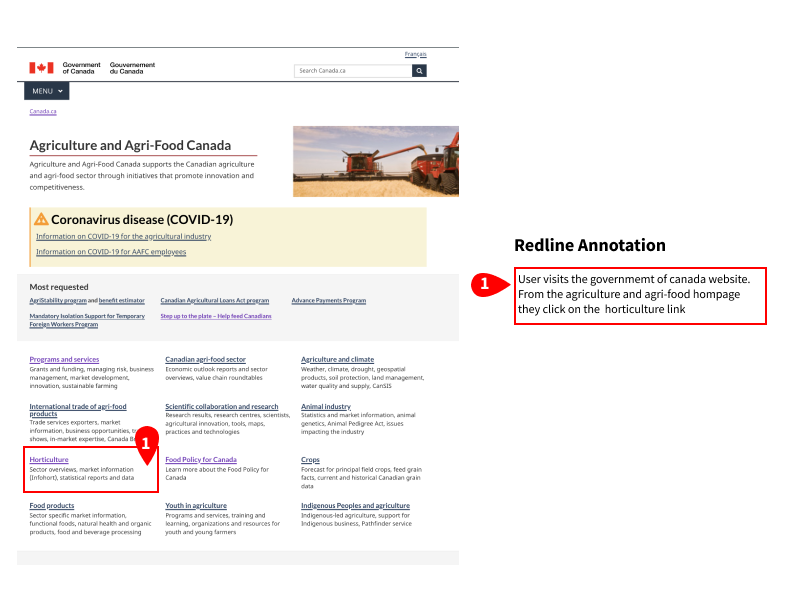 Français
Government of Canada
Gouvernement du Canada
Search Canada.ca
MENU
Canada.ca
Agriculture and Agri-Food Canada
Agriculture and Agri-Food Canada supports the Canadian agriculture
and agri-food sector through initiatives that promote innovation and
competitiveness.
Coronavirus disease (COVID-19)
Information on COVID-19 for the agricultural industry
Information on COVID-19 for AAFC employees
Most requested
AgriStability program and benefit estimator
Canadian Agricultural Loans Act program
Advance Payments Program
Mandatory Isolation Support for Temporary
Foreign Workers Program
Step up to the plate – Help feed Canadians
Programs and services
Grants and funding, managing risk, business
management, market development,
innovation, sustainable farming
Canadian agri-food sector
Economic outlook reports and sector
overviews, value chain roundtables
Agriculture and climate
Weather, climate, drought, geospatial
products, soil protection, land management,
water quality and supply, CanSIS
International trade of agri-food
products
Trade services exporters, market
information, business opportunities,
shows, in-market expertise, Canada
Scientific collaboration and research
Research results, research centres, scientists,
agricultural innovation, tools, maps,
practices and technologies
Animal industry
Statistics and market information, animal
genetics, Animal Pedigree Act, issues
impacting the industry
1
Horticulture
Sector overviews, market information
(Infohort), statistical reports and data
Food Policy for Canada
Learn more about the Food Policy for
Canada
Crops
Forecast for principal field crops, feed grain
facts, current and historical Canadian grain
data
Food products
Sector specific market information,
functional foods, natural health and organic
products, food and beverage processing
Youth in agriculture
Programs and services, training and
learning, organizations and resources for
youth and young farmers
Indigenous Peoples and agriculture
Indigenous-led agriculture, support for
Indigenous business, Pathfinder service
Redline Annotation
1
User visits the governmemt of canada website.
From the agriculture and agri-food hompage
they click on the horticulture link